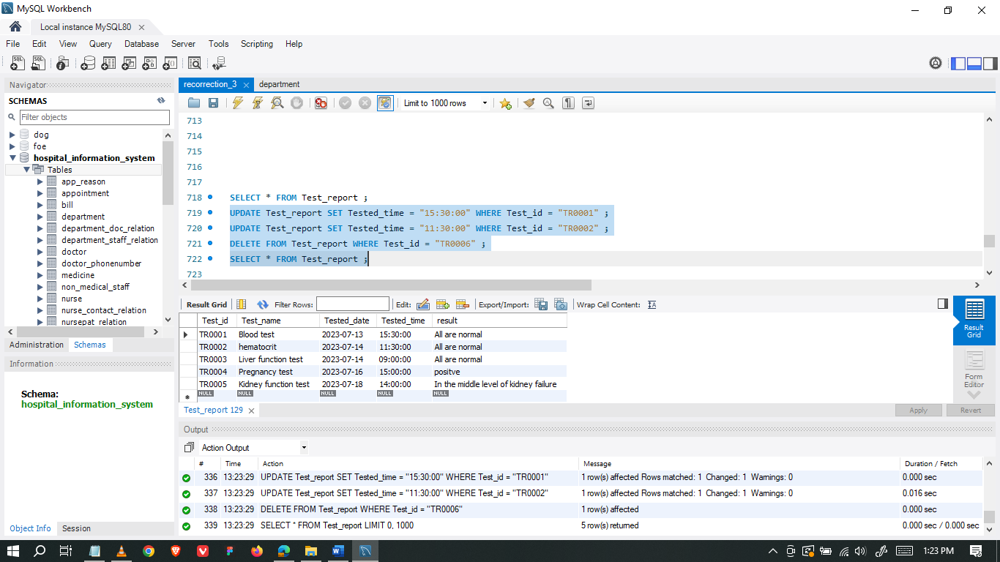 MySQL Workbench
Local instance MySQL80
File Edit View Query Database Server Tools Scripting Help
Navigator
SCHEMAS
Filter objects
dog
foe
hospital_information_system
Tables
app_reason
appointment
bill
department
department_doc_relation
department_staff_relation
doctor
doctor_phonenumber
medicine
non_medical_staff
nurse
nurse_contact_relation
nursepat_relation
Administration Schemas
Information
Schema:
hospital_information_system
Object Info Session
recorrection_3 department
Limit to 1000 rows
713
714
715
716
717
718 SELECT * FROM Test_report ;
719 UPDATE Test_report SET Tested_time = "15:30:00" WHERE Test_id = "TR0001" ;
720 UPDATE Test_report SET Tested_time = "11:30:00" WHERE Test_id = "TR0002" ;
721 DELETE FROM Test_report WHERE Test_id = "TR0006" ;
722 SELECT * FROM Test_report ;
723
Result Grid Filter Rows: Edit: Export/Import: Wrap Cell Content:
Test_id Test_name Tested_date Tested_time result
TR0001 Blood test 2023-07-13 15:30:00 All are normal
TR0002 hematocrit 2023-07-14 11:30:00 All are normal
TR0003 Liver function test 2023-07-14 09:00:00 All are normal
TR0004 Pregnancy test 2023-07-16 15:00:00 positve
TR0005 Kidney function test 2023-07-18 14:00:00 In the middle level of kidney failure
NULL NULL NULL NULL NULL
Result
Grid
Form
Editor
Test_report 129
Apply Revert
Output
Action Output
# Time Action Message Duration / Fetch
336 13:23:29 UPDATE Test_report SET Tested_time = "15:30:00" WHERE Test_id = "TR0001" 1 row(s) affected Rows matched: 1 Changed: 1 Warnings: 0 0.000 sec
337 13:23:29 UPDATE Test_report SET Tested_time = "11:30:00" WHERE Test_id = "TR0002" 1 row(s) affected Rows matched: 1 Changed: 1 Warnings: 0 0.016 sec
338 13:23:29 DELETE FROM Test_report WHERE Test_id = "TR0006" 1 row(s) affected 0.000 sec
339 13:23:29 SELECT * FROM Test_report LIMIT 0, 1000 5 row(s) returned 0.000 sec / 0.000 sec
1:23 PM